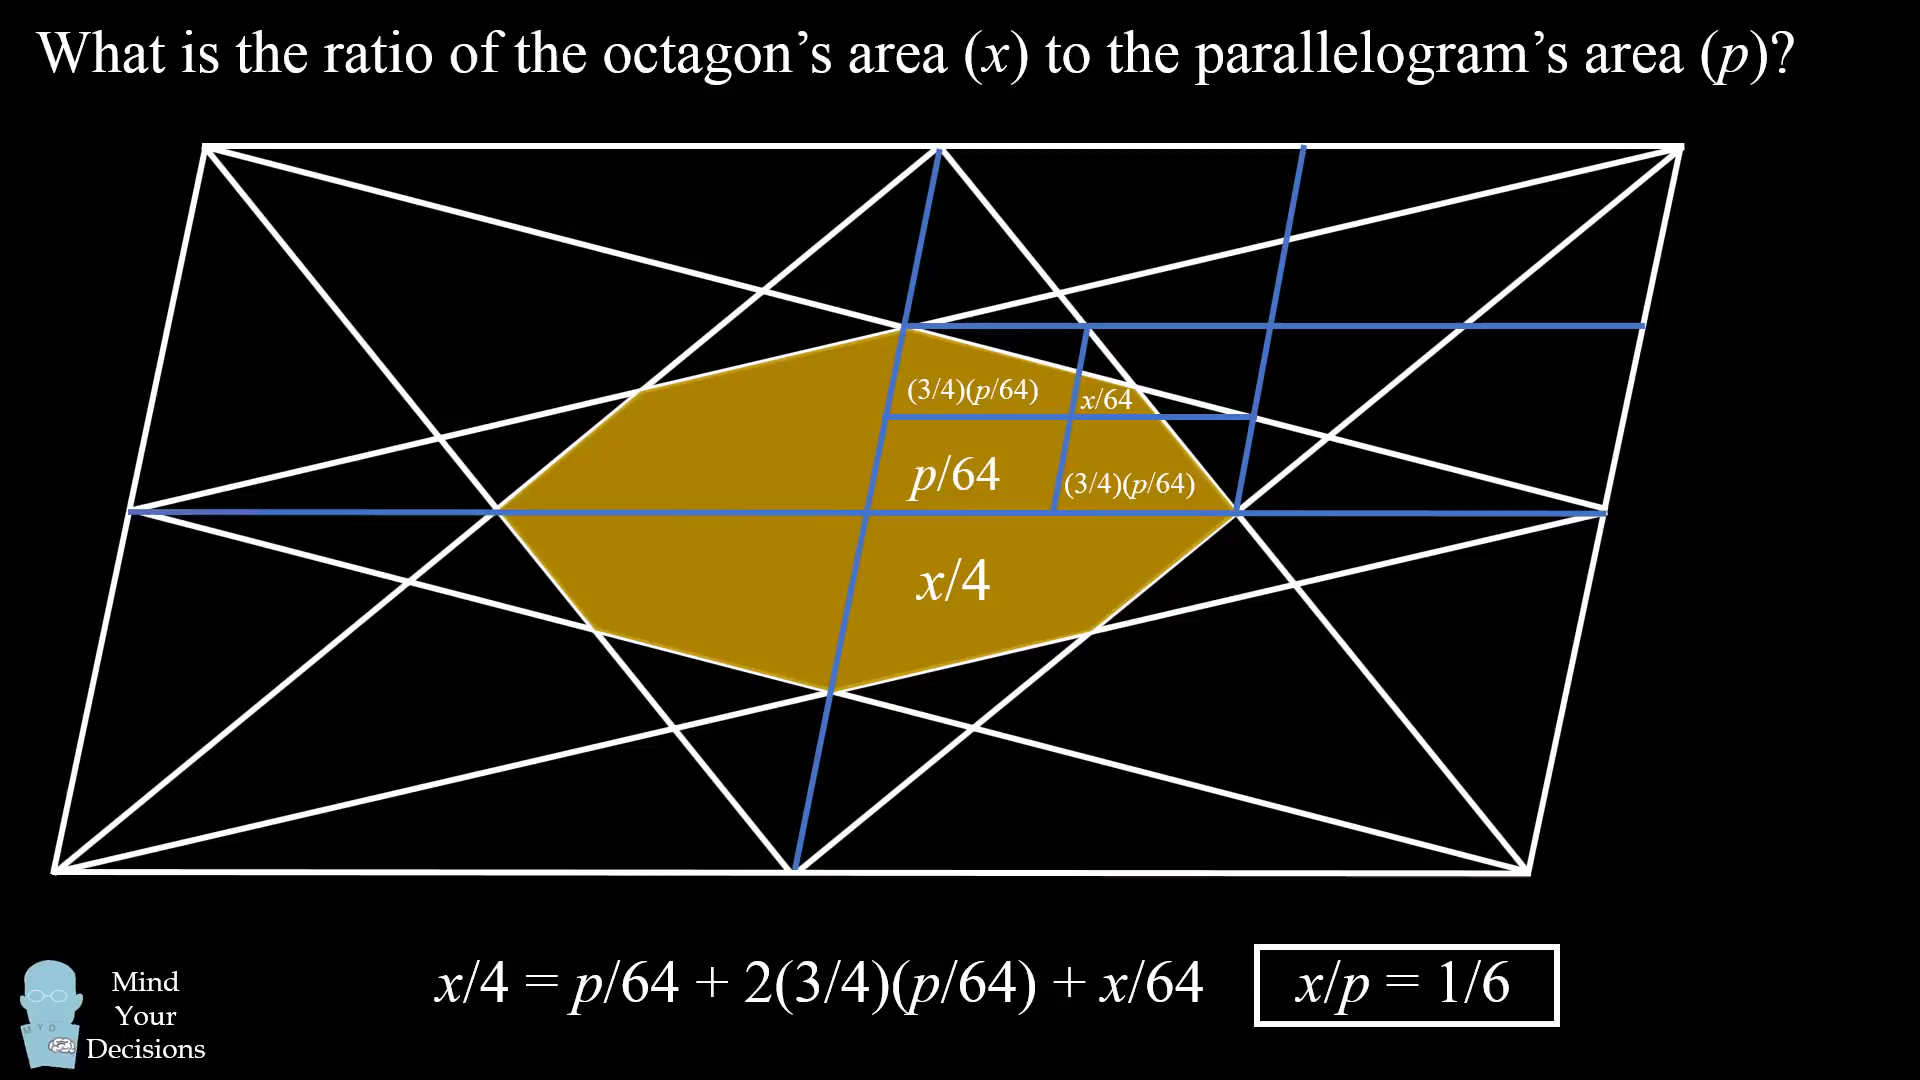 What is the ratio of the octagon’s area (x) to the parallelogram’s area (p)?
(3/4)(p/64)
x/64
p/64
(3/4)(p/64)
x/4
x/4 = p/64 + 2(3/4)(p/64) + x/64
x/p = 1/6
Mind
Your
Decisions
M Y D